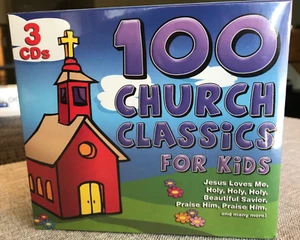 3
CDs
100
CHURCH
CLASSICS
FOR KIDS
Jesus Loves Me,
Holy, Holy, Holy,
Beautiful Savior,
Praise Him, Praise Him,
and many more!